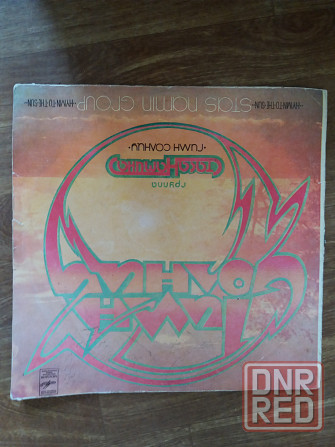 Гимн
Солнцу
ГРУППА
Стаса Намина
•ГИМН СОЛНЦУ•
•HYMN•TO•THE•SUN• •STAS NAMIN GROUP• •HYMN•TO•THE•SUN•
DNR
RED